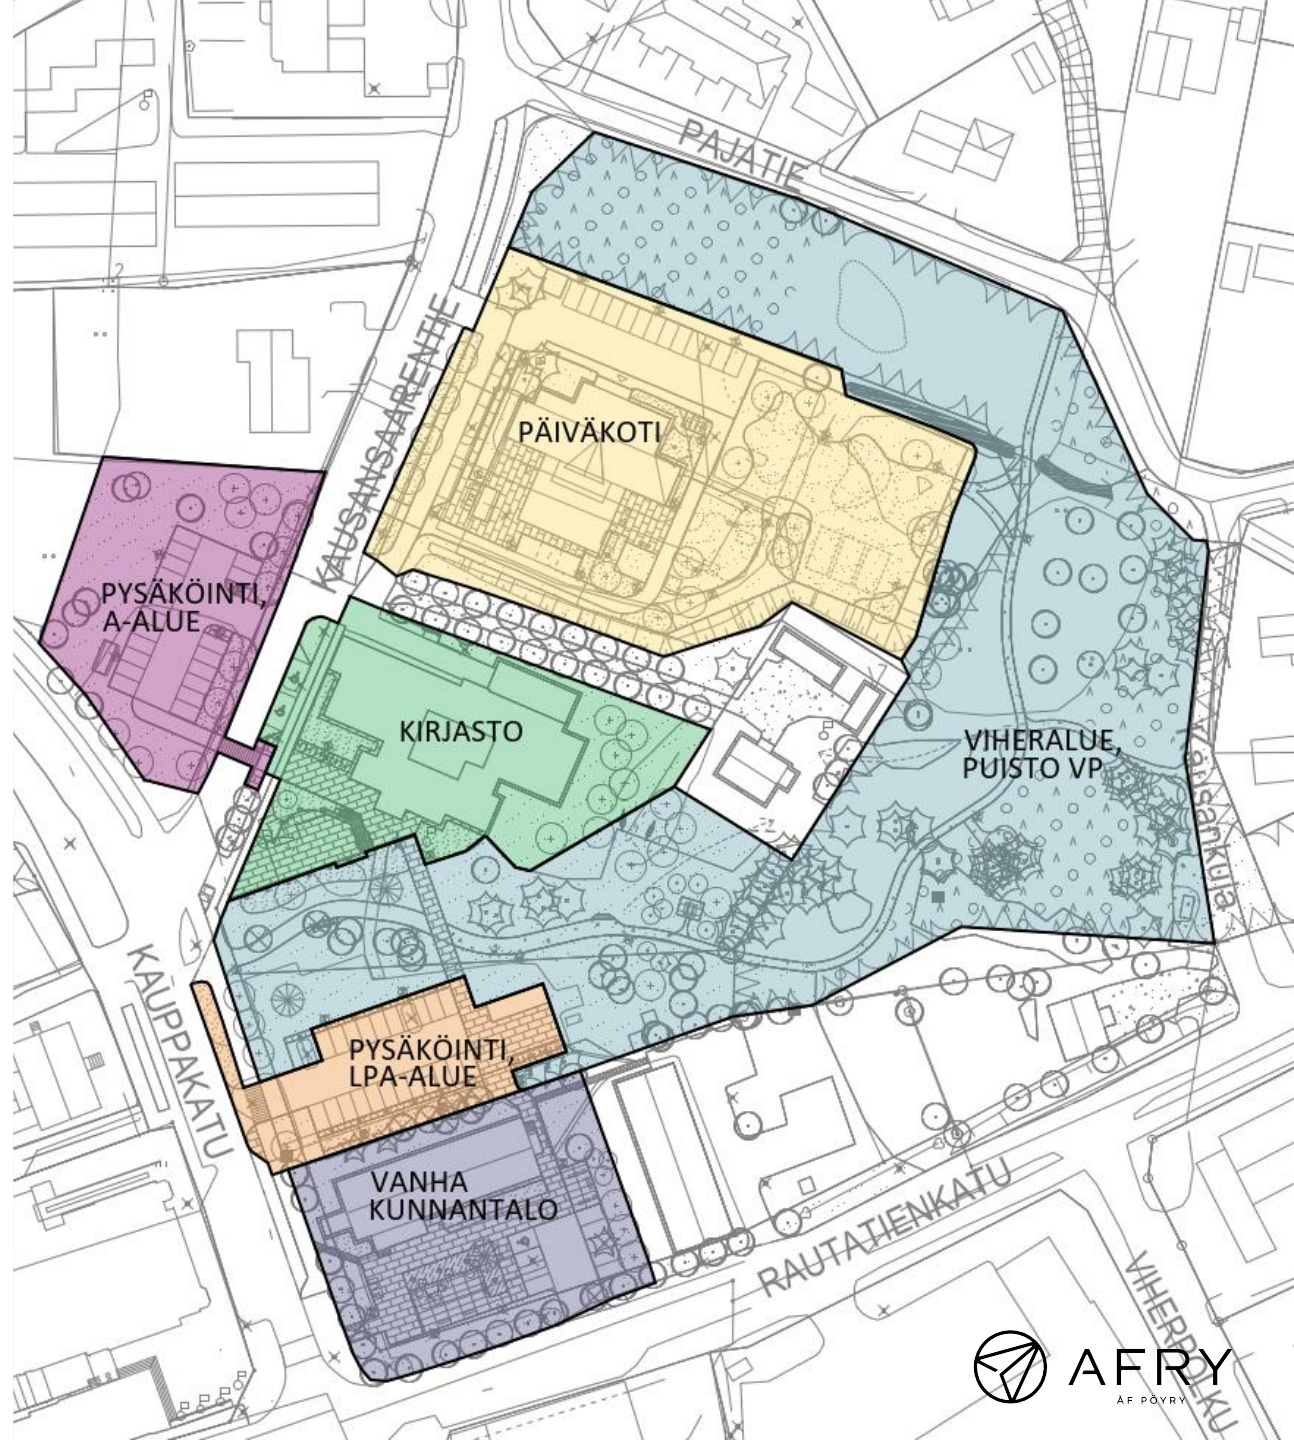 PAJATIE
KAUSANSAARENTIE
PÄIVÄKOTI
PYSÄKÖINTI,
A-ALUE
KIRJASTO
VIHERALUE,
PUISTO VP
KAUPPAKATU
PYSÄKÖINTI,
LPA-ALUE
VANHA
KUNNANTALO
RAUTATIENKATU
VIHERPOLKU
AFRY
ÅF PÖYRY